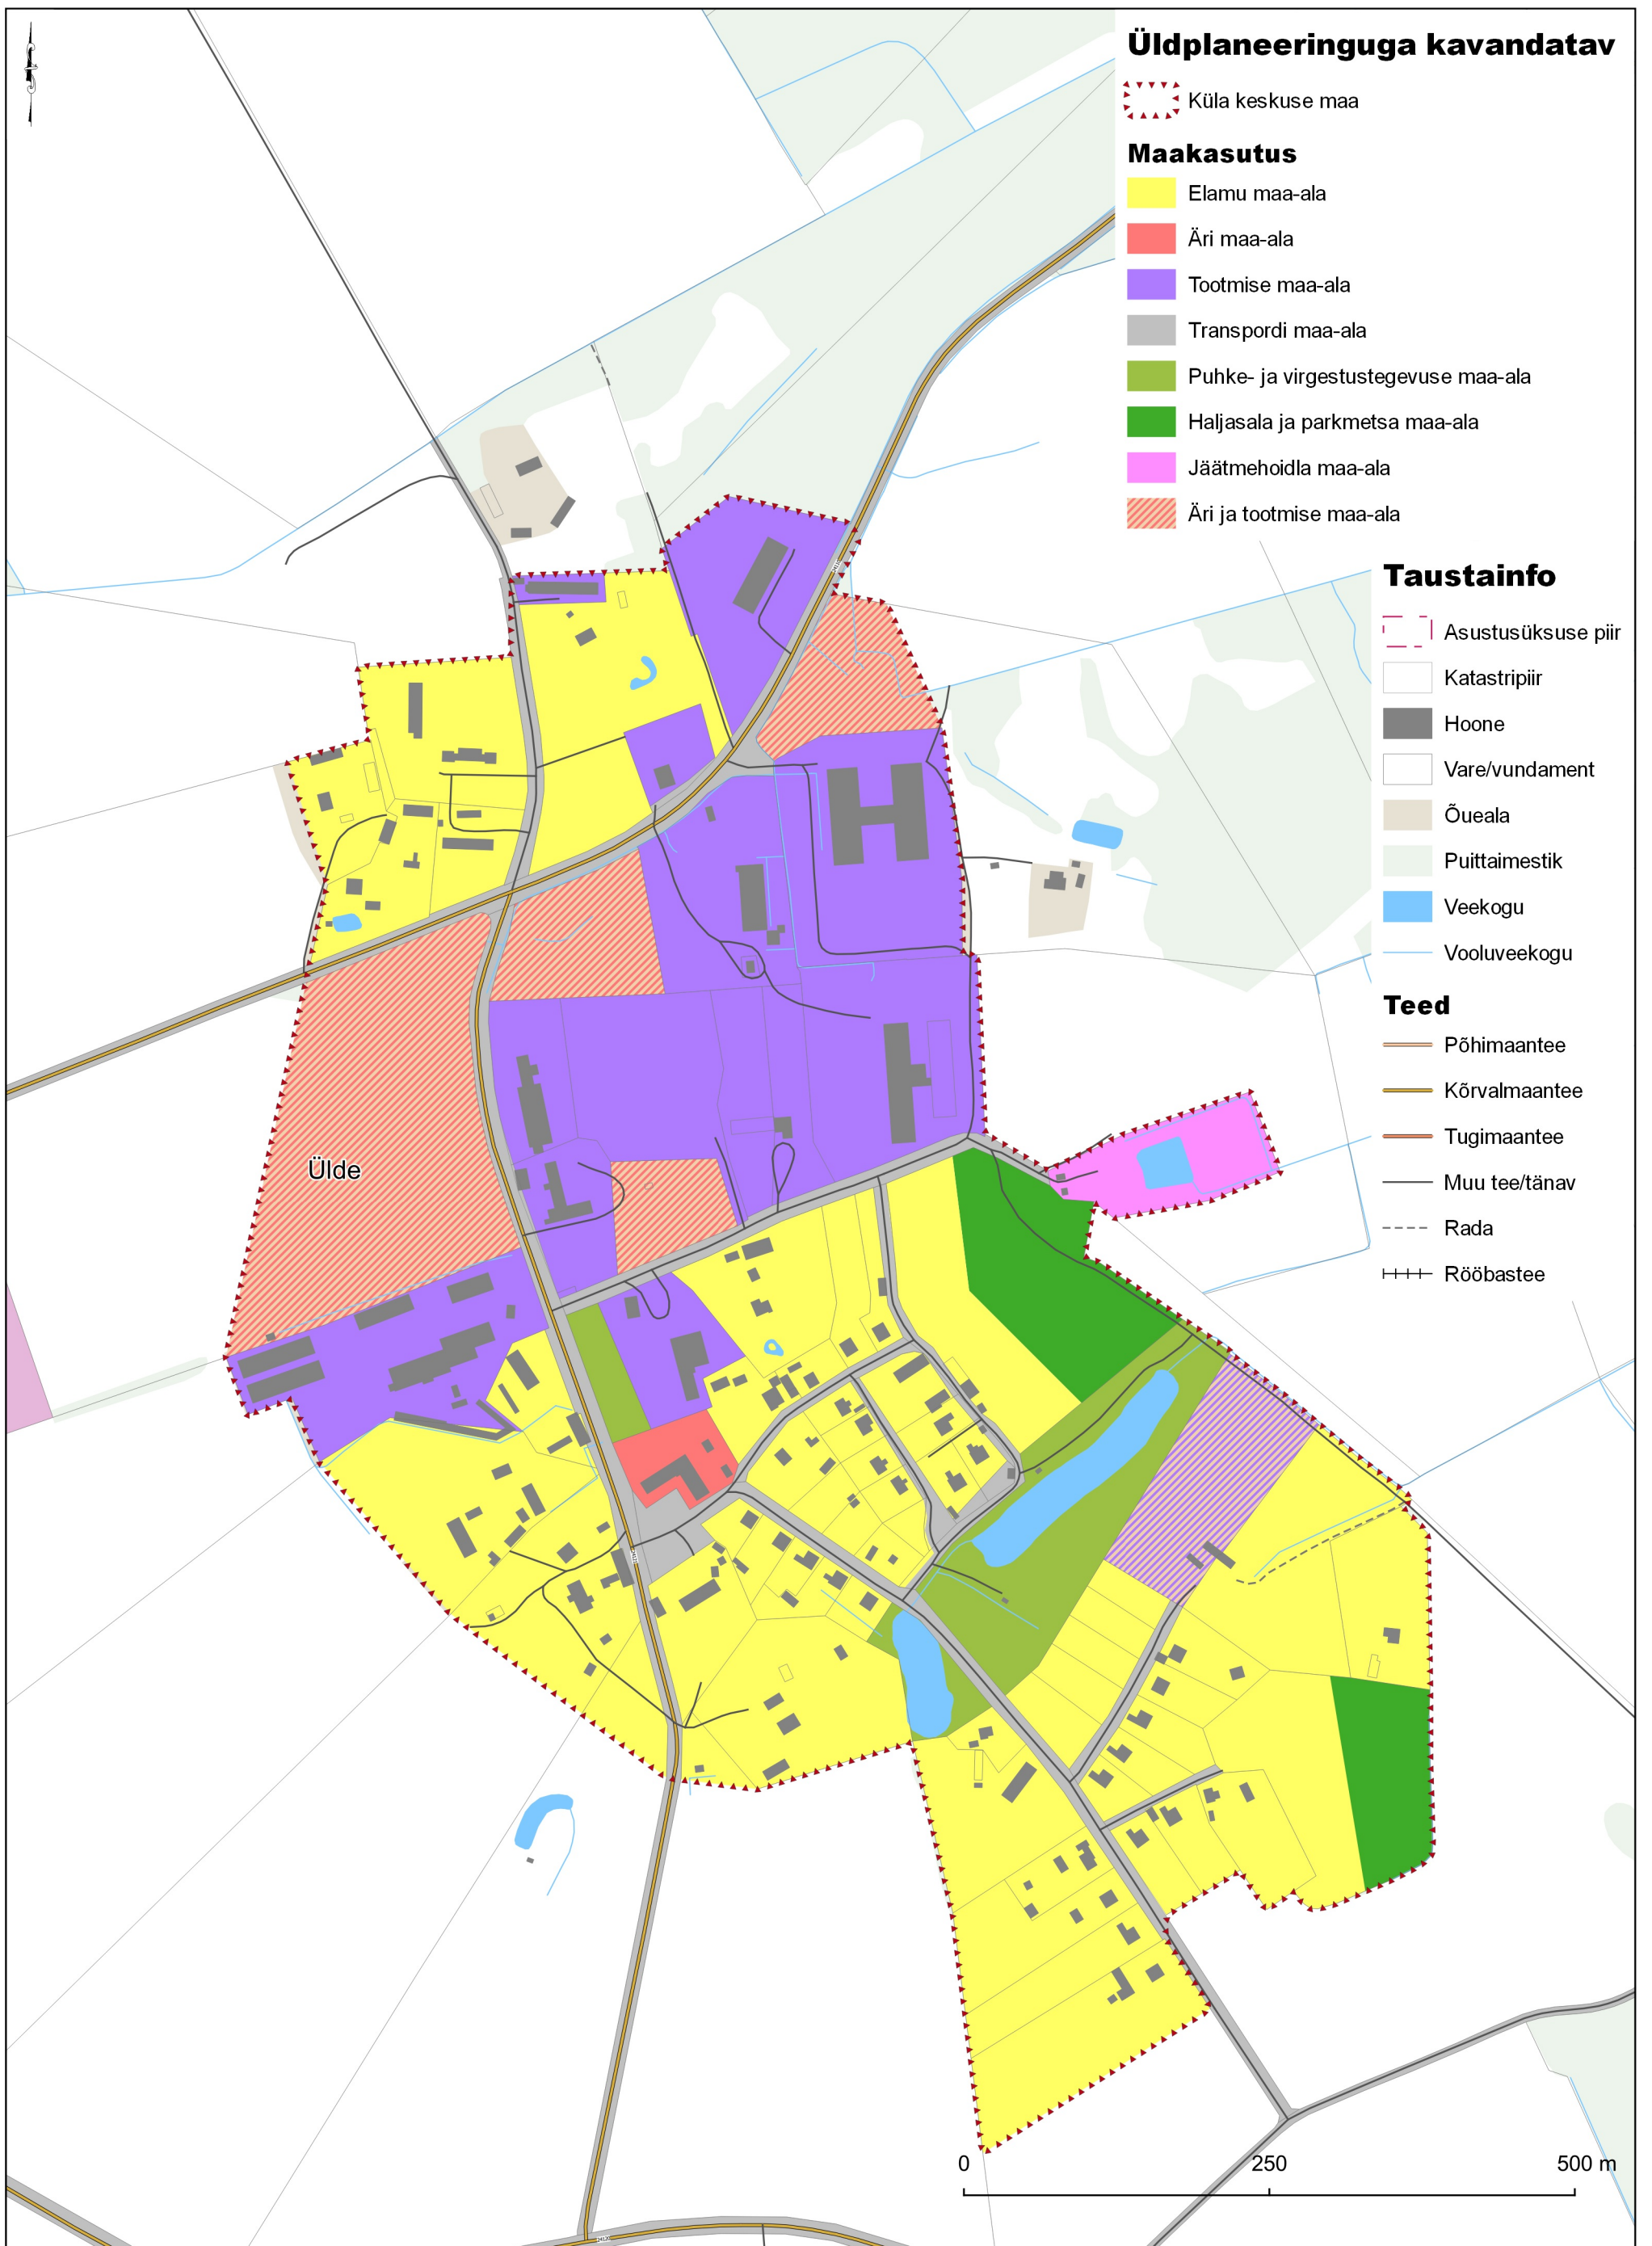 Üldplaneeringuga kavandatav
Küla keskuse maa
Maakasutus
Elamu maa-ala
Äri maa-ala
Tootmise maa-ala
Transpordi maa-ala
Puhke- ja virgestustegevuse maa-ala
Haljasala ja parkmetsa maa-ala
Jäätmehoidla maa-ala
Äri ja tootmise maa-ala
Taustainfo
Asustusüksuse piir
Katastripiir
Hoone
Vare/vundament
Õueala
Puittaimestik
Veekogu
Vooluveekogu
Teed
Põhimaantee
Kõrvalmaantee
Tugimaantee
Muu tee/tänav
Rada
Rööbastee
Ülde
0 250 500 m